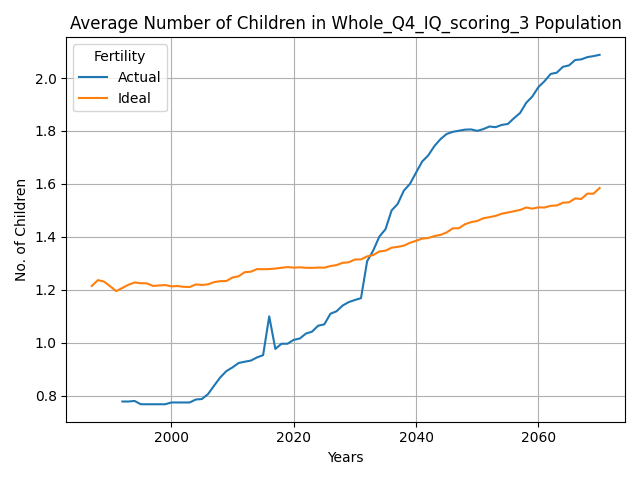 Average Number of Children in Whole_Q4_IQ_scoring_3 Population
Fertility
Actual
Ideal
No. of Children
2.0
1.8
1.6
1.4
1.2
1.0
0.8
2000
2020
2040
2060
Years